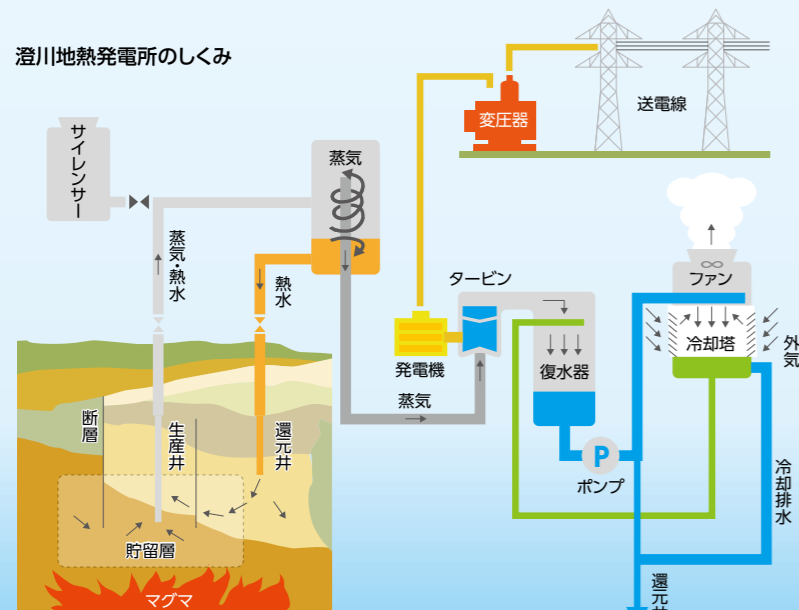 澄川地熱発電所のしくみ
サイレンサー
蒸気・熱水
蒸気
熱水
変圧器
送電線
タービン
発電機
蒸気
復水器
ファン
冷却塔
外気
P
ポンプ
冷却排水
還元井
断層
生産井
還元井
貯留層
マグマ